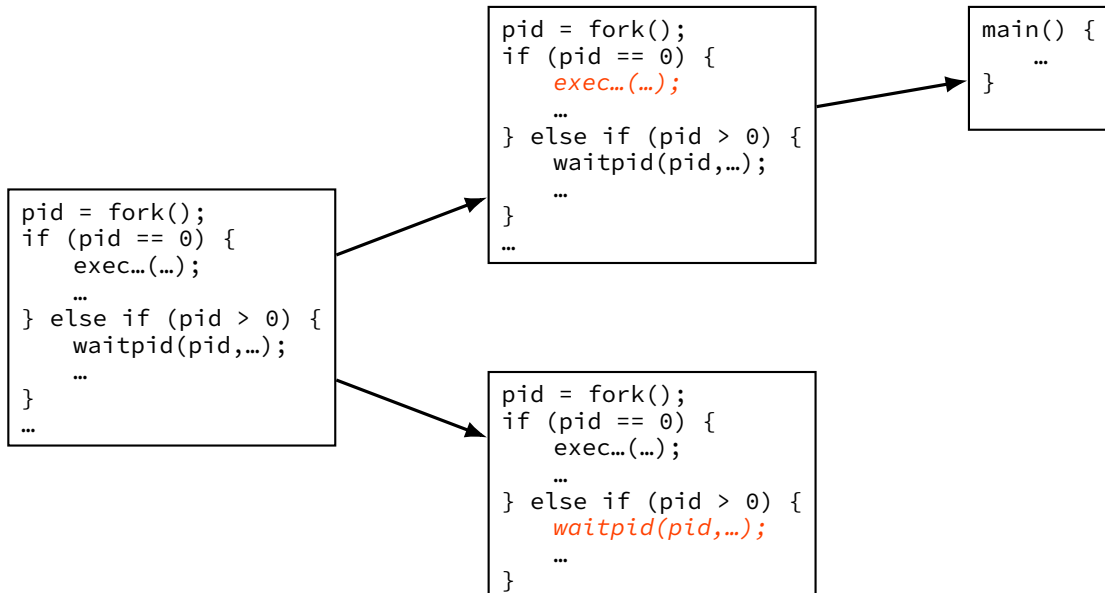 pid = fork();
if (pid == 0) {
    exec…(…);
    …
} else if (pid > 0) {
    waitpid(pid,…);
    …
}
…
pid = fork();
if (pid == 0) {
    exec…(…);
    …
} else if (pid > 0) {
    waitpid(pid,…);
    …
}
…
main() {
    …
}
pid = fork();
if (pid == 0) {
    exec…(…);
    …
} else if (pid > 0) {
    waitpid(pid,…);
    …
}